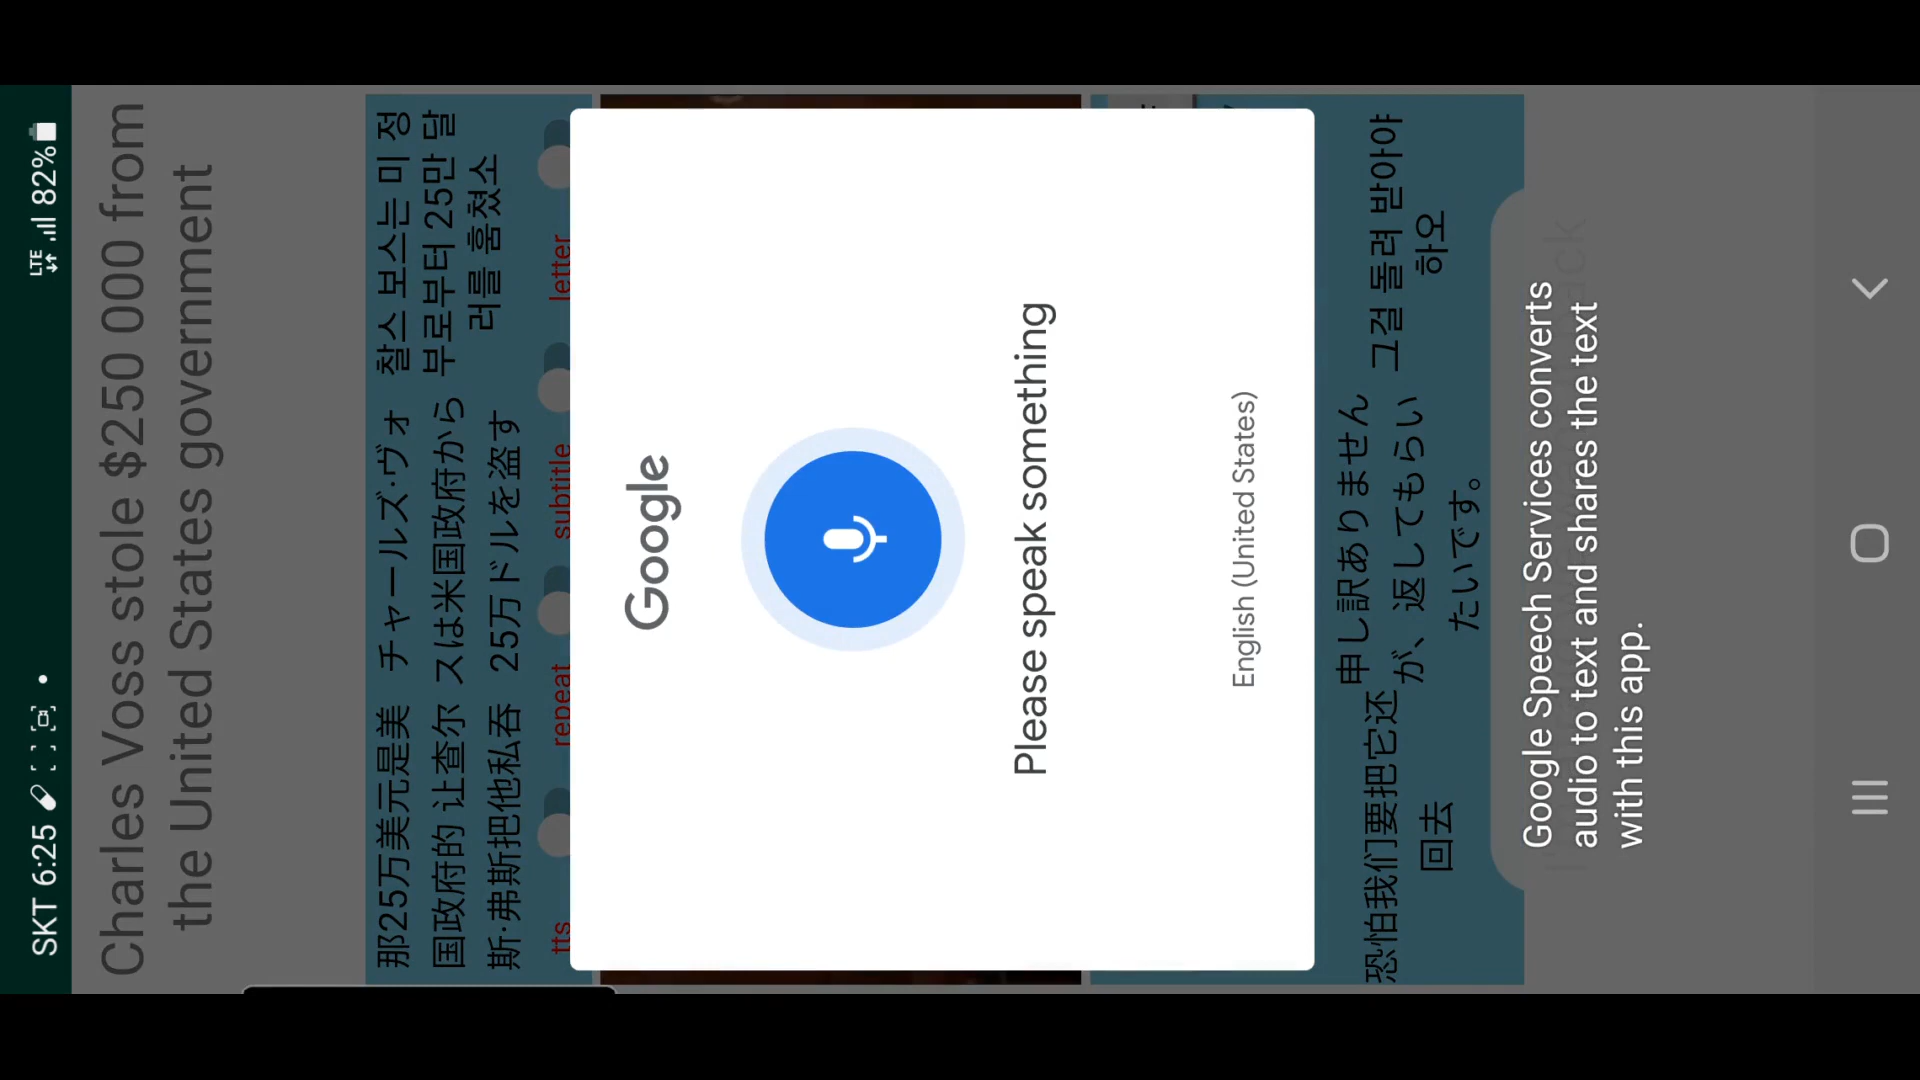 SKT 6:25
LTE
82%
Charles Voss stole $250 000 from
the United States government
那25万美元是美
国政府的 让查尔
斯·弗斯把他私吞
チャールズ·ヴォ
スは米国政府から
25万ドルを盗す
찰스 보스는 미 정
부로부터 25만 달
러를 훔쳤소
tts
repeat
subtitle
letter
Google
Please speak something
English (United States)
恐怕我们要把它还
回去
申し訳ありません
が、返してもらい
たいです。
그걸 돌려 받아야
하오
Google Speech Services converts
audio to text and shares the text
with this app.